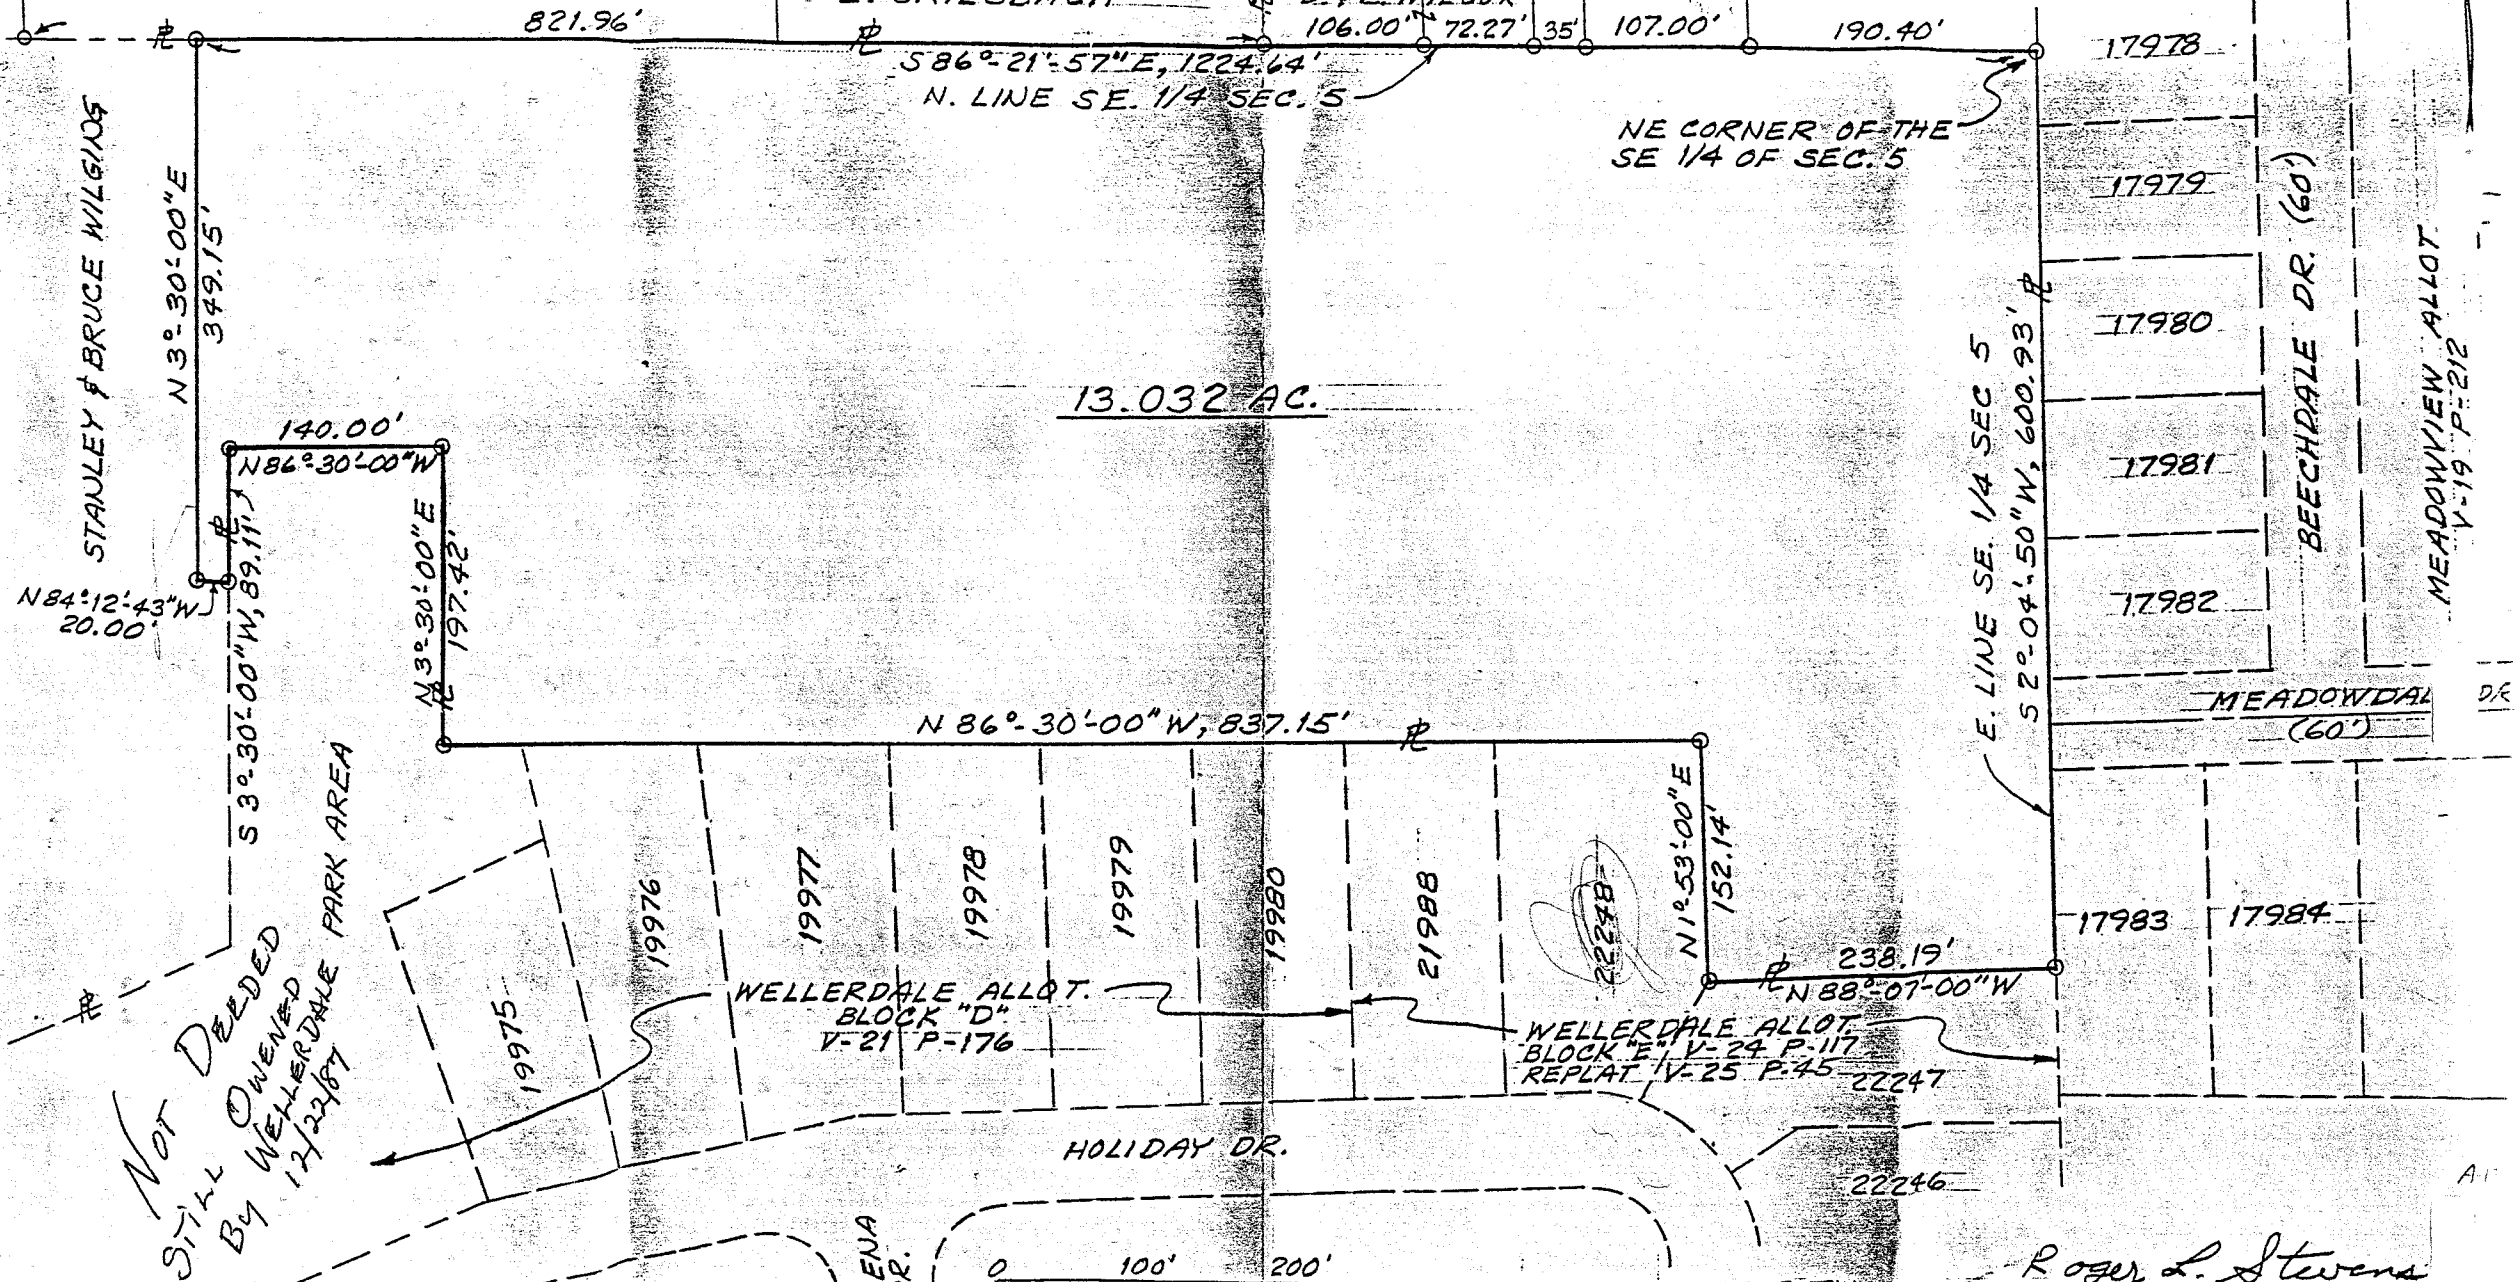 821.96'
106.00'
72.27'
35'
107.00'
190.40'
S 86°-21'-57" E, 1224.64'
N. LINE SE. 1/4 SEC. 5
NE CORNER OF THE
SE 1/4 OF SEC. 5
STANLEY & BRUCE WILGING
N 3°-30'-00" E
349.15'
140.00'
N 86°-30'-00" W
N 84°-12'-43" W
20.00'
S 3°-30'-00" W, 89.11'
N 3°-30'-00" E
197.42'
13.032 AC.
N 86°-30'-00" W, 837.15'
N 1°-53'-00" E
152.14'
238.19'
N 88°-07'-00" W
E. LINE SE. 1/4 SEC 5
S 2°-04'-50" W, 600.93'
17978
17979
17980
17981
17982
BEECHDALE DR. (60')
MEADOWVIEW ALLOT.
V-19 P-212
MEADOWDAL
DR
(60')
17983
17984
19975
19976
19977
19978
19979
19980
21988
22248
WELLERDALE ALLOT.
BLOCK "D"
V-21 P-176
WELLERDALE ALLOT.
BLOCK "E" V-24 P-117
REPLAT V-25 P-45
22247
22246
HOLIDAY DR.
PARK AREA
NOT DEEDED
STILL OWENED
By WELLERDALE
12/22/87
ENA
R.
0 100' 200'
Roger L. Stevens